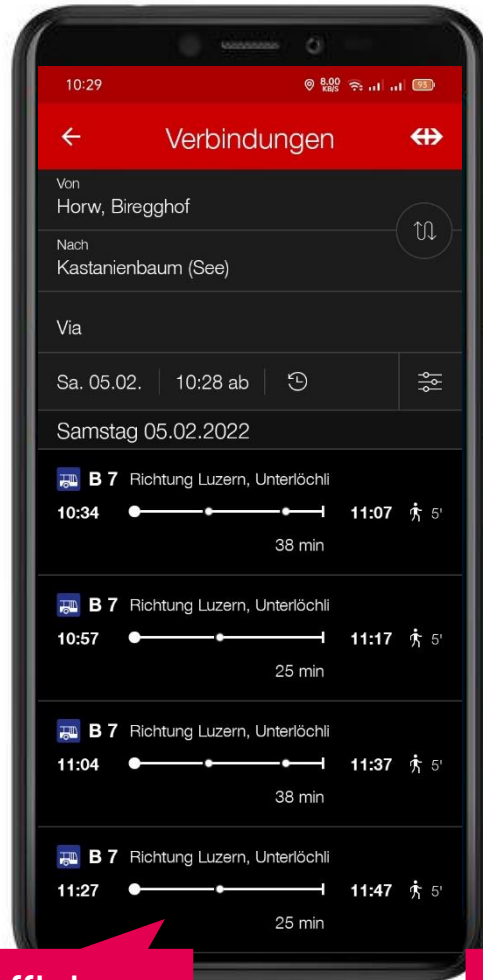 10:29
8.00
KB/S
93
Verbindungen
Von
Horw, Biregghof
Nach
Kastanienbaum (See)
Via
Sa. 05.02. 10:28 ab
Samstag 05.02.2022
B 7 Richtung Luzern, Unterlöchli
10:34 11:07 5'
38 min
B 7 Richtung Luzern, Unterlöchli
10:57 11:17 5'
25 min
B 7 Richtung Luzern, Unterlöchli
11:04 11:37 5'
38 min
B 7 Richtung Luzern, Unterlöchli
11:27 11:47 5'
25 min